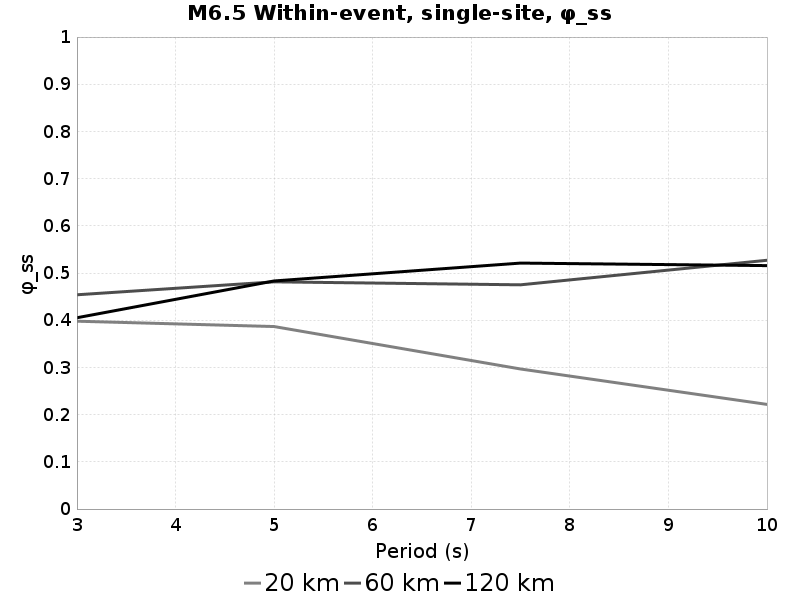 M6.5 Within-event, single-site, φ_ss
1
0.9
0.8
0.7
0.6
0.5
0.4
0.3
0.2
0.1
0
φ_ss
3 4 5 6 7 8 9 10
Period (s)
20 km 60 km 120 km